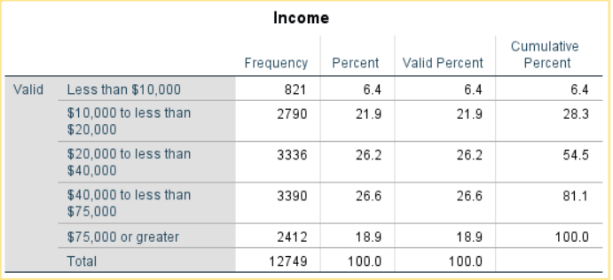 Income
Cumulative
Frequency Percent Valid Percent Percent
Valid Less than $10,000 821 6.4 6.4 6.4
$10,000 to less than 2790 21.9 21.9 28.3
$20,000
$20,000 to less than 3336 26.2 26.2 54.5
$40,000
$40,000 to less than 3390 26.6 26.6 81.1
$75,000
$75,000 or greater 2412 18.9 18.9 100.0
Total 12749 100.0 100.0